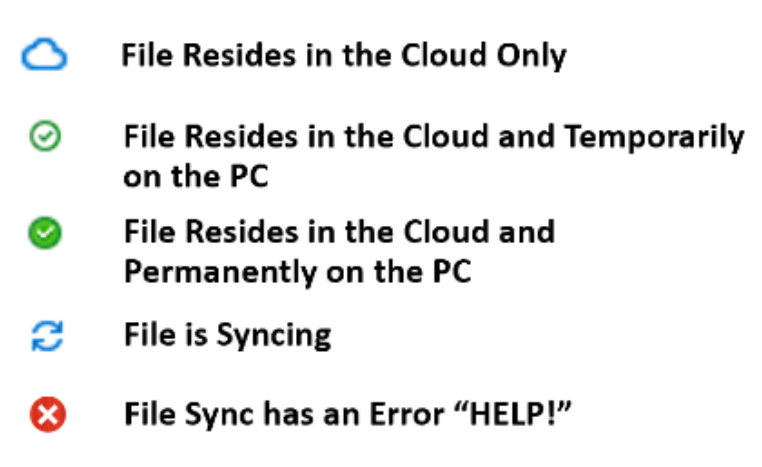 File Resides in the Cloud Only
File Resides in the Cloud and Temporarily
on the PC
File Resides in the Cloud and
Permanently on the PC
File is Syncing
File Sync has an Error “HELP!”